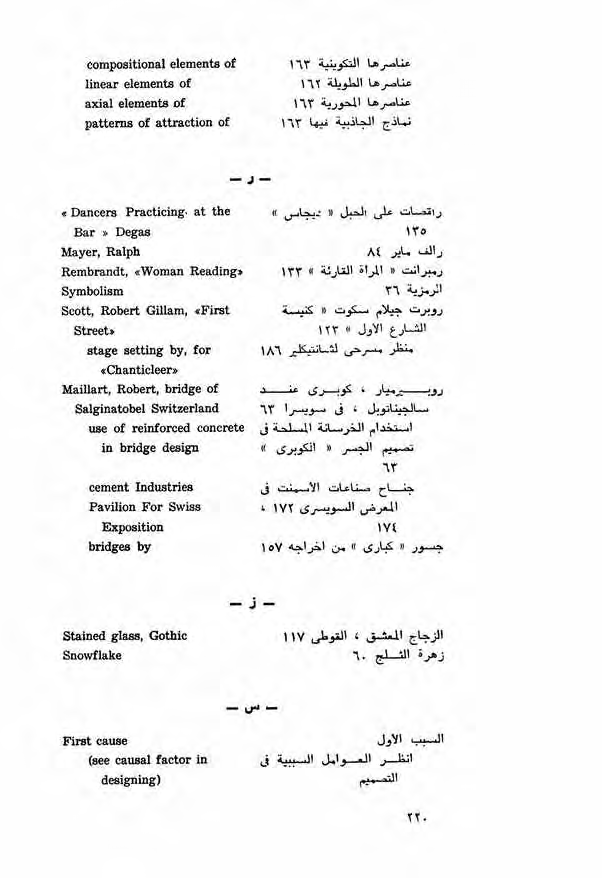 compositional elements of عناصرها التكوينية ١٦٣
linear elements of عناصرها الطويلة ١٦٢
axial elements of عناصرها المحورية ١٦٣
patterns of attraction of نماذج الجاذبية فيها ١٦٣
— ر —
« Dancers Practicing at the راقصات على الحبل « ديجاس »
Bar » Degas ١٣٥
Mayer, Ralph رالف ماير ٨٤
Rembrandt, «Woman Reading» رمبرانت « المرأة القارئة » ١٣٣
Symbolism الرمزية ٣٦
Scott, Robert Gillam, «First روبرت جيلام سكوت « كنيسة
Street» الشارع الأول » ١٢٣
stage setting by, for منظر مسرحى لشانتيكلير ١٨٦
«Chanticleer»
Maillart, Robert, bridge of روبيرميار ، كوبرى عند
Salginatobel Switzerland سالجيناتوبل ، فى سويسرا ٦٣
use of reinforced concrete استخدام الخرسانة المسلحة فى
in bridge design تصميم الجسر « الكوبرى »
٦٣
cement Industries جناح صناعات الأسمنت فى
Pavilion For Swiss المعرض السويسرى ١٧٢ ،
Exposition ١٧٤
bridges by جسور « كبارى » من اخراجه ١٥٧
— ز —
Stained glass, Gothic الزجاج المعشق ، القوطى ١١٧
Snowflake زهرة الثلج ٦٠
— س —
First cause السبب الأول
(see causal factor in انظر العوامل السببية فى
designing) التصميم
٢٢٠